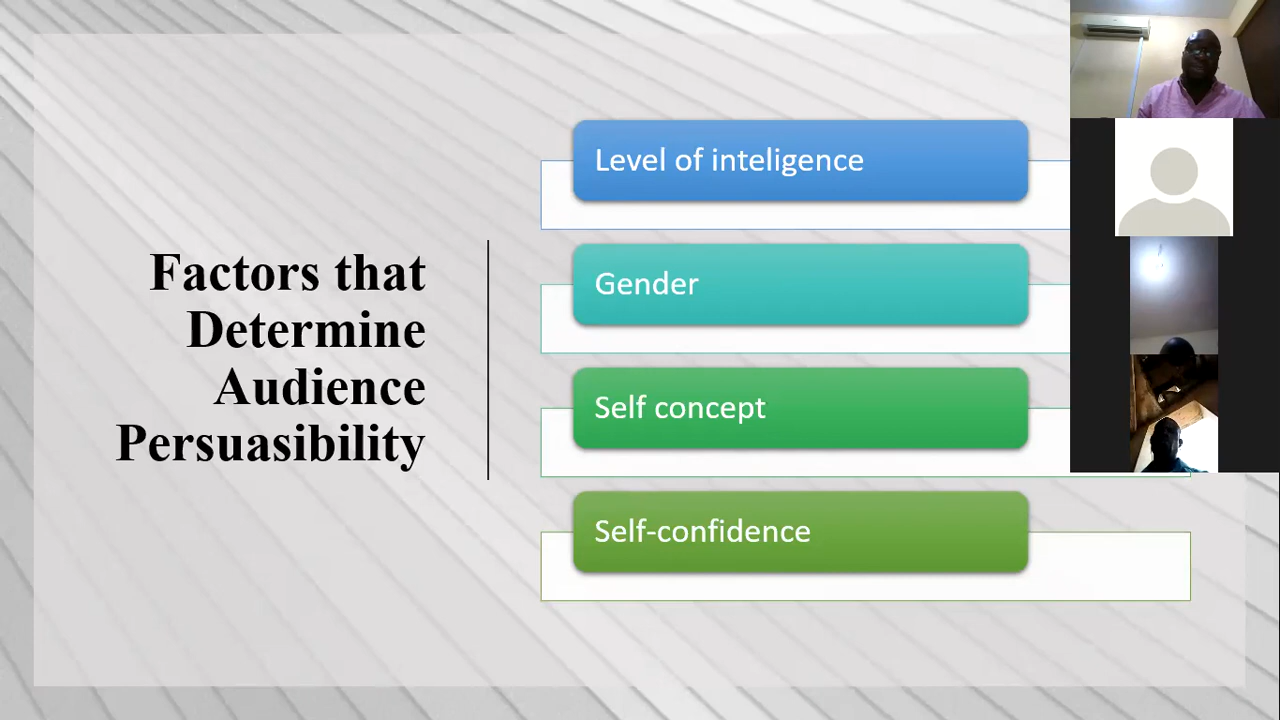 Factors that
Determine
Audience
Persuasibility
Level of inteligence
Gender
Self concept
Self-confidence